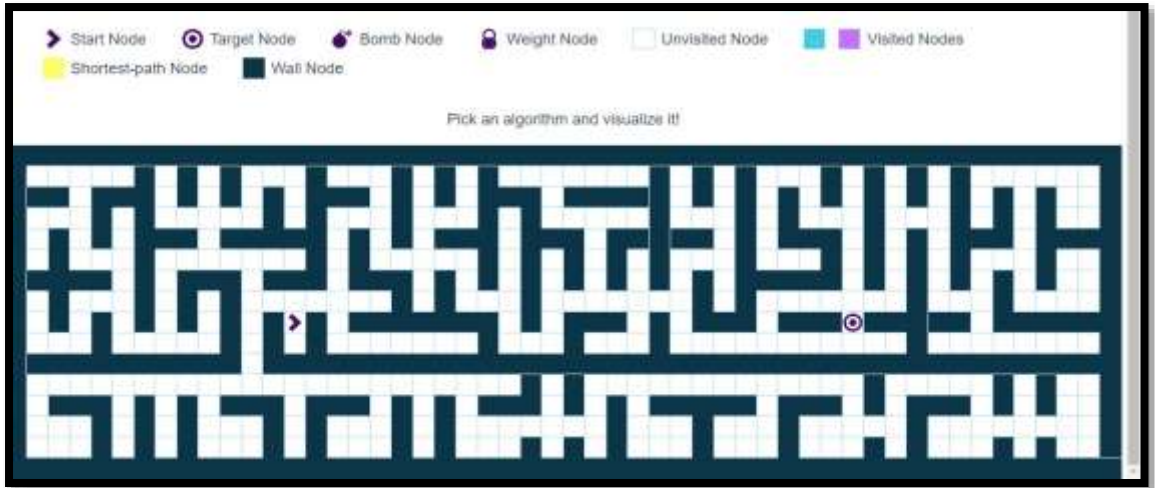 Start Node Target Node Bomb Node Weight Node Unvisited Node Visited Nodes
Shortest-path Node Wall Node
Pick an algorithm and visualize it!